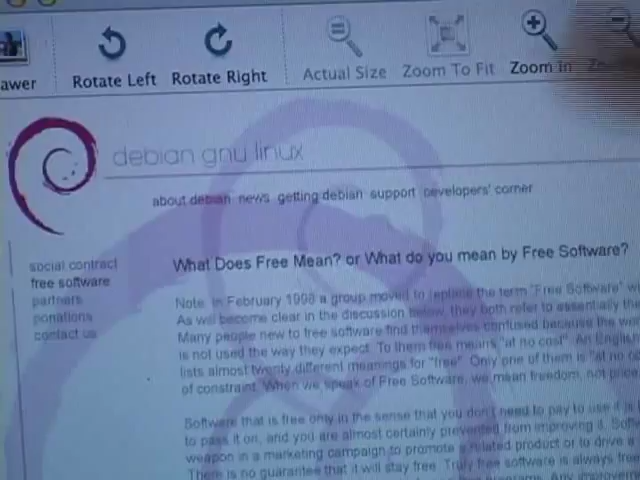 awer Rotate Left Rotate Right Actual Size Zoom To Fit Zoom In
debian gnu linux
about debian news getting debian support developers' corner
social contract
free software
partners
donations
contact us
What Does Free Mean? or What do you mean by Free Software?
Note: In February 1998 a group moved to replace the term "Free Software"
As will become clear in the discussion below, they both refer to essentially the
Many people new to free software find themselves confused because the
is not used the way they expect. To them free means "at no cost". An English
lists almost twenty different meanings for "free". Only one of them is "at no
of constraint. When we speak of Free Software, we mean freedom, not price
Software that is free only in the sense that you don't need to pay to use it is
to pass it on, and you are almost certainly prevented from improving it.
weapon in a marketing campaign to promote a related product or to drive
There is no guarantee that it will stay free. Truly free software is always free
Any